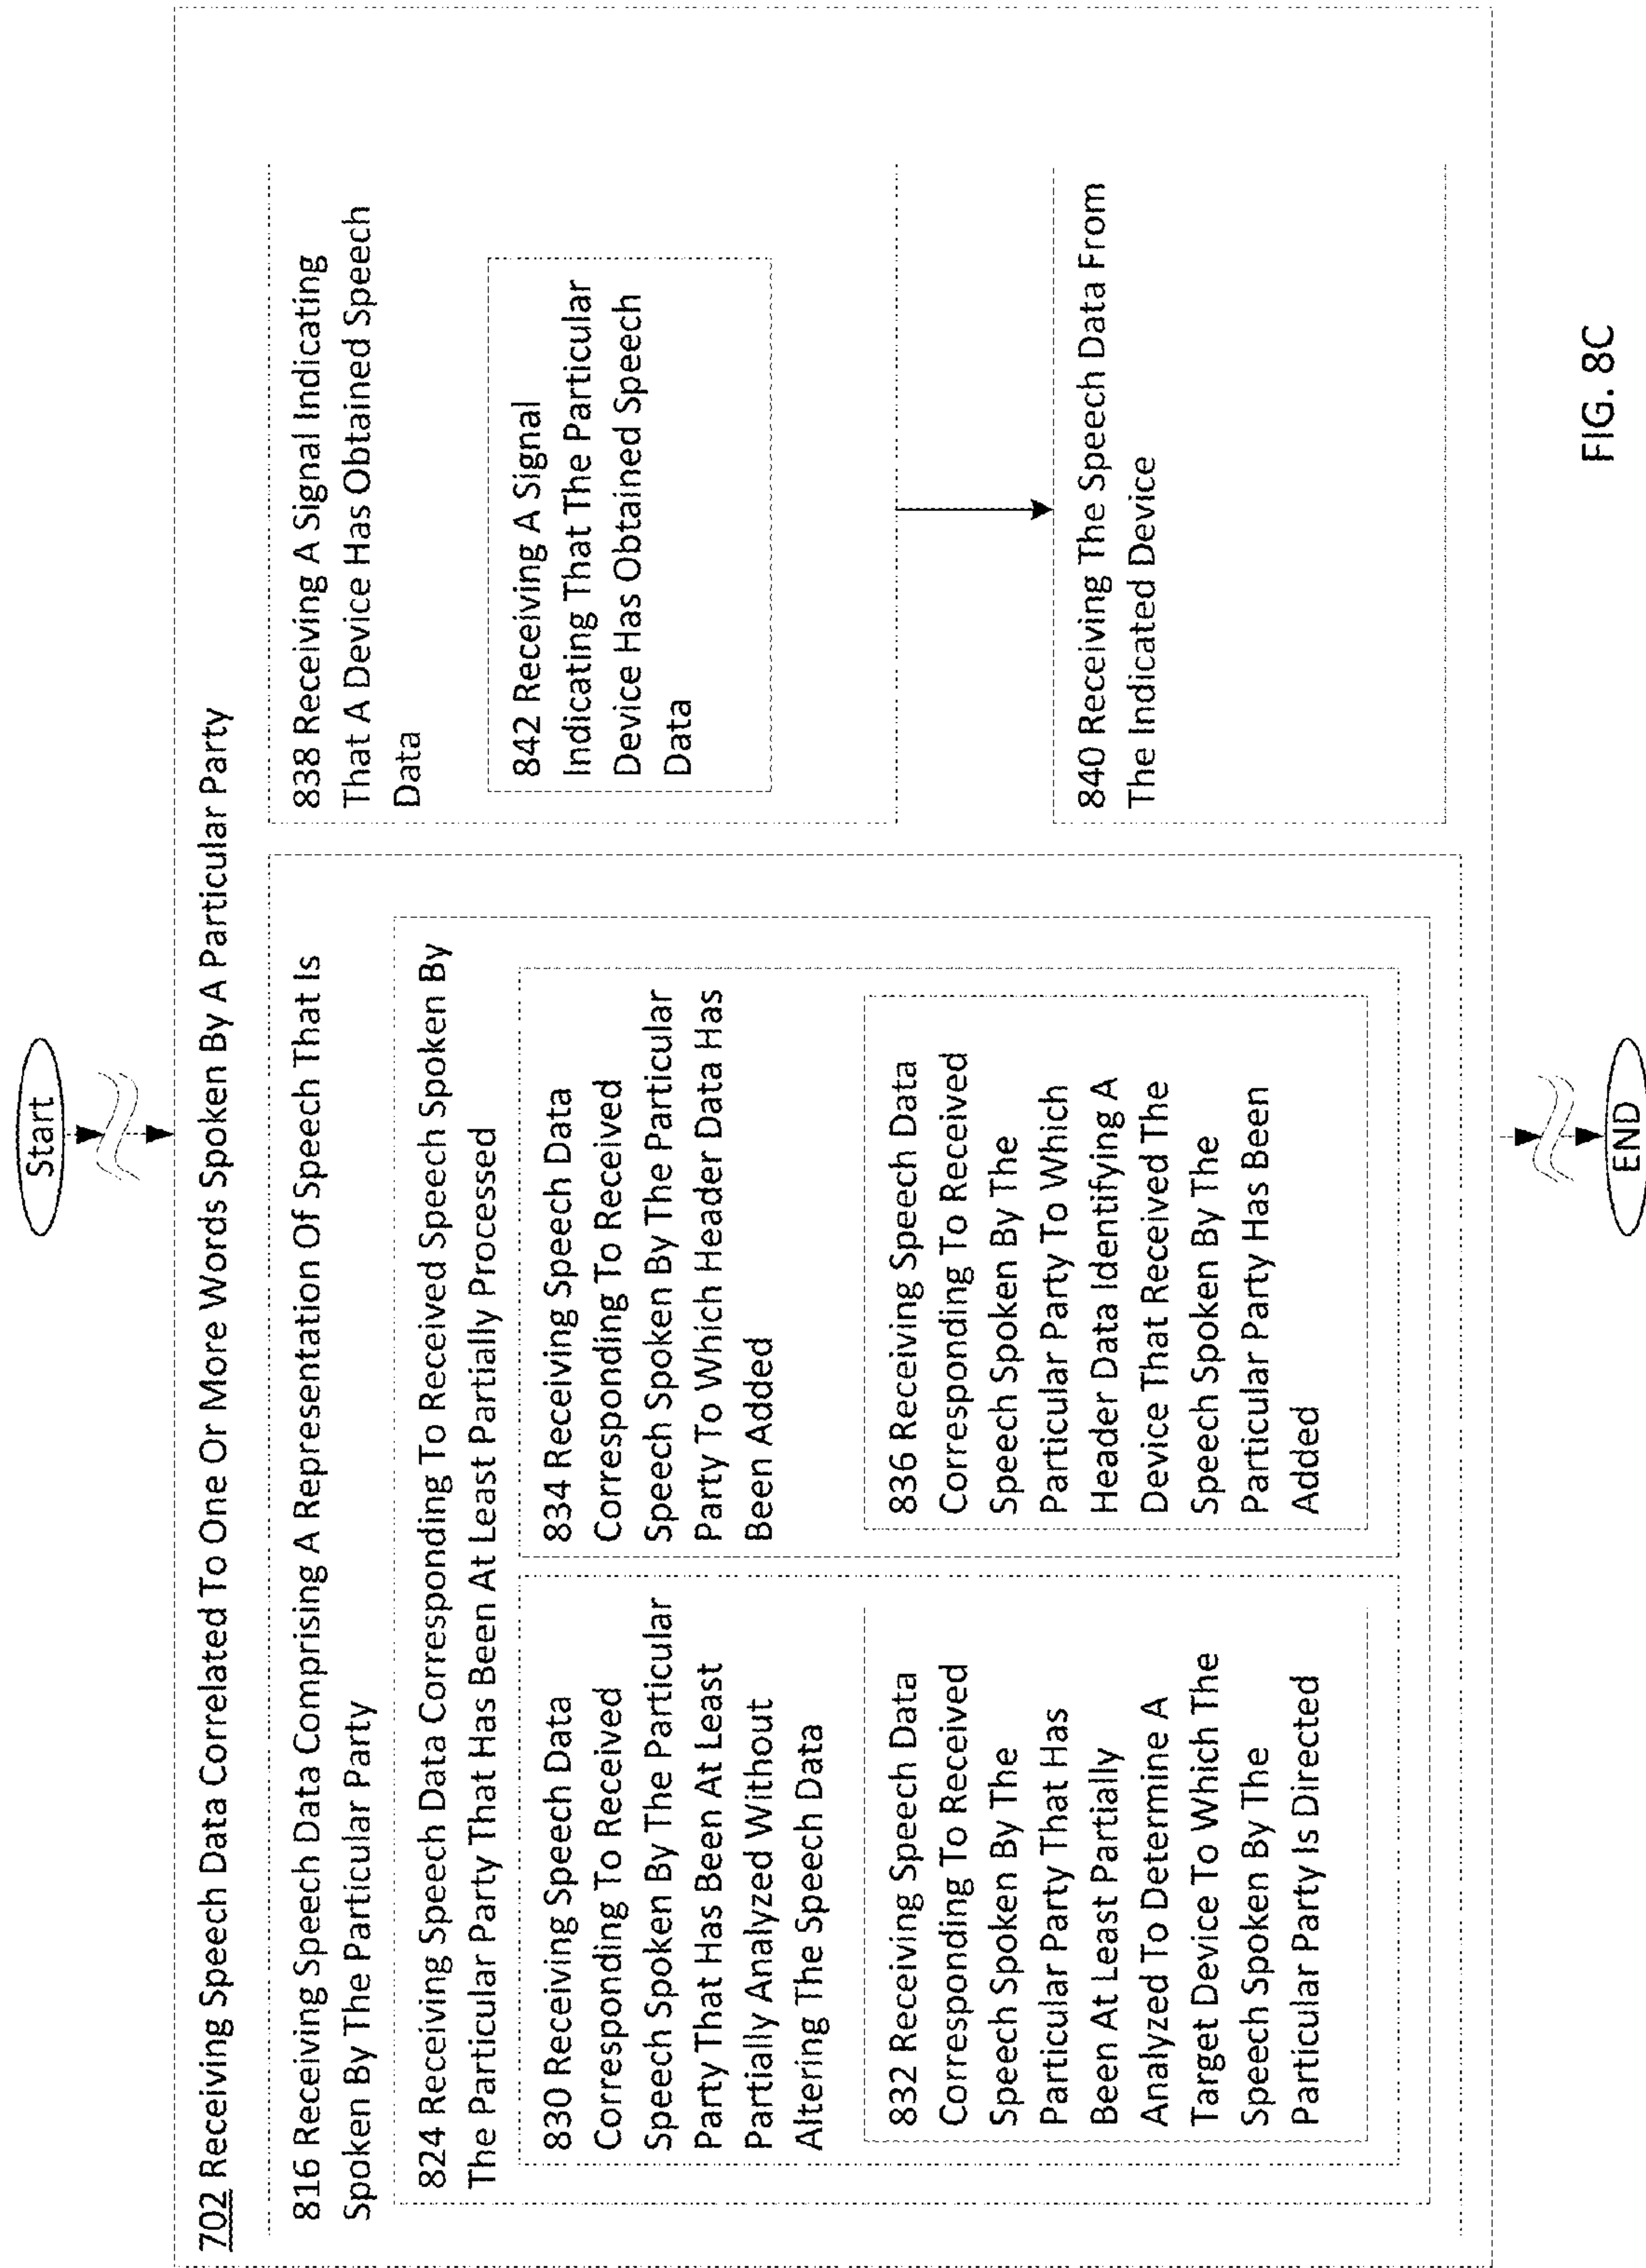 Start
702 Receiving Speech Data Correlated To One Or More Words Spoken By A Particular Party
816 Receiving Speech Data Comprising A Representation Of Speech That Is
Spoken By The Particular Party
824 Receiving Speech Data Corresponding To Received Speech Spoken By
The Particular Party That Has Been At Least Partially Processed
830 Receiving Speech Data
Corresponding To Received
Speech Spoken By The Particular
Party That Has Been At Least
Partially Analyzed Without
Altering The Speech Data
832 Receiving Speech Data
Corresponding To Received
Speech Spoken By The
Particular Party That Has
Been At Least Partially
Analyzed To Determine A
Target Device To Which The
Speech Spoken By The
Particular Party Is Directed
834 Receiving Speech Data
Corresponding To Received
Speech Spoken By The Particular
Party To Which Header Data Has
Been Added
836 Receiving Speech Data
Corresponding To Received
Speech Spoken By The
Particular Party To Which
Header Data Identifying A
Device That Received The
Speech Spoken By The
Particular Party Has Been
Added
838 Receiving A Signal Indicating
That A Device Has Obtained Speech
Data
842 Receiving A Signal
Indicating That The Particular
Device Has Obtained Speech
Data
840 Receiving The Speech Data From
The Indicated Device
END
FIG. 8C